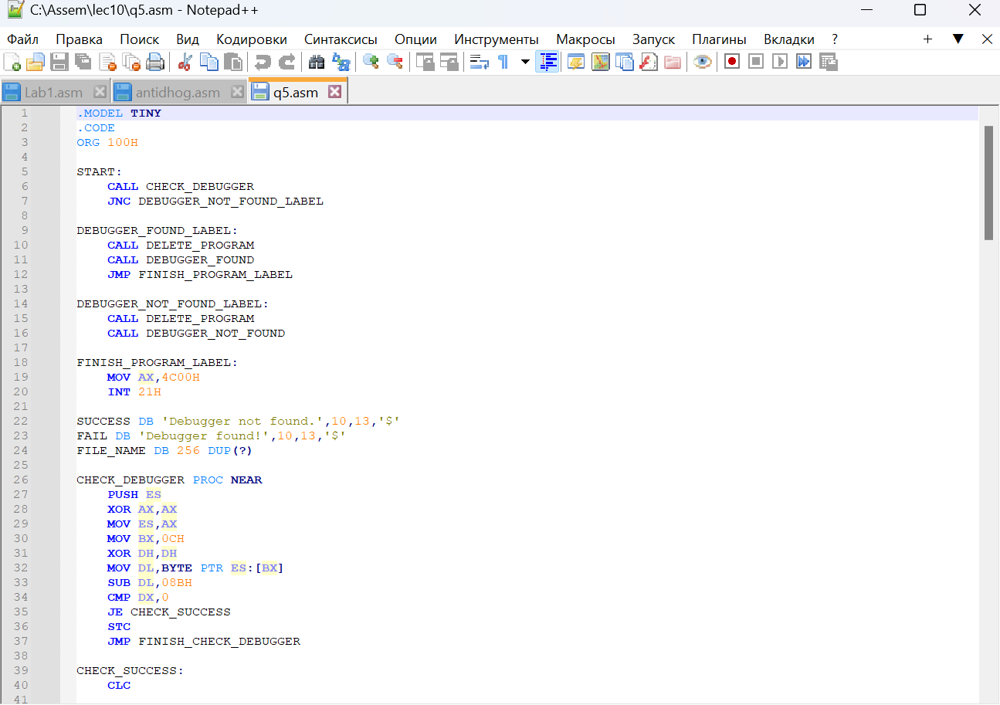 C:\Assem\lec10\q5.asm - Notepad++
Файл Правка Поиск Вид Кодировки Синтаксисы Опции Инструменты Макросы Запуск Плагины Вкладки ?
Lab1.asm antidhog.asm q5.asm
1 .MODEL TINY
2 .CODE
3 ORG 100H
4
5 START:
6 CALL CHECK_DEBUGGER
7 JNC DEBUGGER_NOT_FOUND_LABEL
8
9 DEBUGGER_FOUND_LABEL:
10 CALL DELETE_PROGRAM
11 CALL DEBUGGER_FOUND
12 JMP FINISH_PROGRAM_LABEL
13
14 DEBUGGER_NOT_FOUND_LABEL:
15 CALL DELETE_PROGRAM
16 CALL DEBUGGER_NOT_FOUND
17
18 FINISH_PROGRAM_LABEL:
19 MOV AX,4C00H
20 INT 21H
21
22 SUCCESS DB 'Debugger not found.',10,13,'$'
23 FAIL DB 'Debugger found!',10,13,'$'
24 FILE_NAME DB 256 DUP(?)
25
26 CHECK_DEBUGGER PROC NEAR
27 PUSH ES
28 XOR AX,AX
29 MOV ES,AX
30 MOV BX,0CH
31 XOR DH,DH
32 MOV DL,BYTE PTR ES:[BX]
33 SUB DL,08BH
34 CMP DX,0
35 JE CHECK_SUCCESS
36 STC
37 JMP FINISH_CHECK_DEBUGGER
38
39 CHECK_SUCCESS:
40 CLC
41